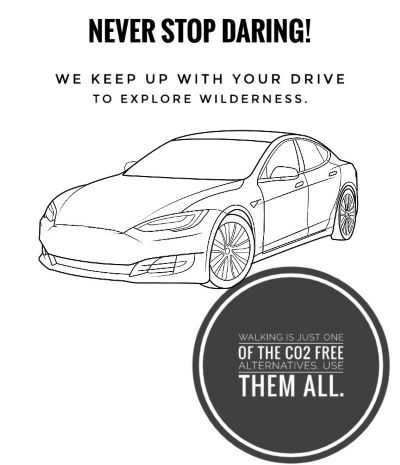 NEVER STOP DARING!
WE KEEP UP WITH YOUR DRIVE
TO EXPLORE WILDERNESS.
WALKING IS JUST ONE
OF THE CO2 FREE
ALTERNATIVES. USE
THEM ALL.